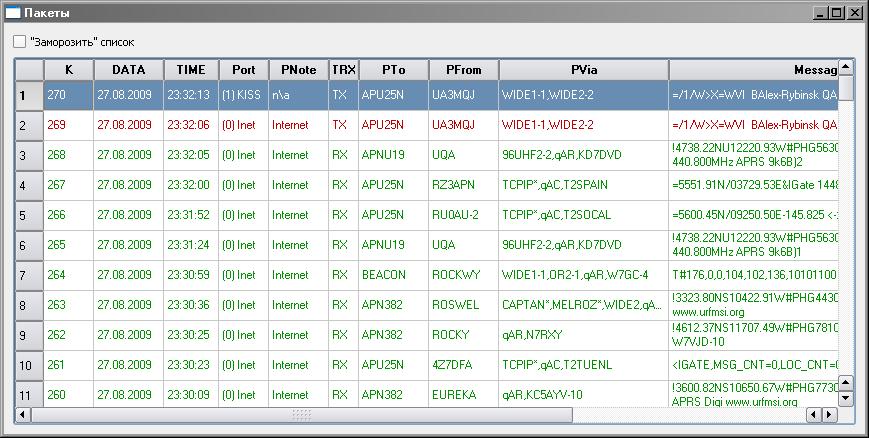 Пакеты
"Заморозить" список
K DATA TIME Port PNote TRX PTo PFrom PVia Messag
1 270 27.08.2009 23:32:13 (1) KISS n\a TX APU25N UA3MQJ WIDE1-1,WIDE2-2 =/1/W>X=WVI BAlex-Rybinsk QA
2 269 27.08.2009 23:32:06 (0) Inet Internet TX APU25N UA3MQJ WIDE1-1,WIDE2-2 =/1/W>X=WVI BAlex-Rybinsk QA
3 268 27.08.2009 23:32:05 (0) Inet Internet RX APNU19 UQA 96UHF2-2,qAR,KD7DVD !4738.22NU12220.93W#PHG5630
440.800MHz APRS 9k6B)2
4 267 27.08.2009 23:32:00 (0) Inet Internet RX APU25N RZ3APN TCPIP*,qAC,T2SPAIN =5551.91N/03729.53E&IGate 1448
5 266 27.08.2009 23:31:52 (0) Inet Internet RX APU25N RU0AU-2 TCPIP*,qAC,T2SOCAL =5600.45N/09250.50E-145.825 <-
6 265 27.08.2009 23:31:24 (0) Inet Internet RX APNU19 UQA 96UHF2-2,qAR,KD7DVD !4738.22NU12220.93W#PHG5630
440.800MHz APRS 9k6B)1
7 264 27.08.2009 23:30:59 (0) Inet Internet RX BEACON ROCKWY WIDE1-1,OR2-1,qAR,W7GC-4 T#176,0,0,104,102,136,10101100
8 263 27.08.2009 23:30:36 (0) Inet Internet RX APN382 ROSWEL CAPTAN*,MELROZ*,WIDE2,qA... !3323.80NS10422.91W#PHG4430
www.urfmsi.org
9 262 27.08.2009 23:30:25 (0) Inet Internet RX APN382 ROCKY qAR,N7RXY !4612.37NS11707.49W#PHG7810
W7VJD-10
10 261 27.08.2009 23:30:23 (0) Inet Internet RX APU25N 4Z7DFA TCPIP*,qAC,T2TUENL <IGATE,MSG_CNT=0,LOC_CNT=0
11 260 27.08.2009 23:30:09 (0) Inet Internet RX APN382 EUREKA qAR,KC5AYV-10 !3600.82NS10650.67W#PHG7730
APRS Digi www.urfmsi.org